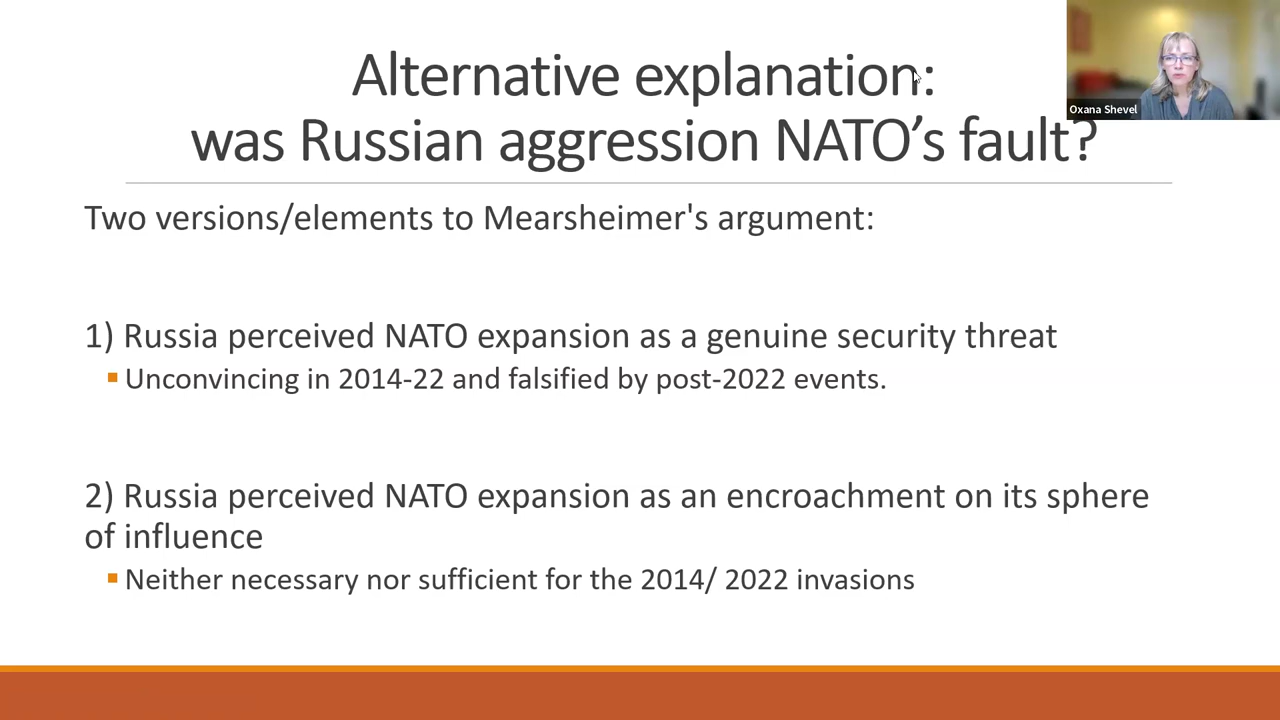 Alternative explanation:
was Russian aggression NATO’s fault?
Oxana Shevel
Two versions/elements to Mearsheimer's argument:
1) Russia perceived NATO expansion as a genuine security threat
Unconvincing in 2014-22 and falsified by post-2022 events.
2) Russia perceived NATO expansion as an encroachment on its sphere
of influence
Neither necessary nor sufficient for the 2014/ 2022 invasions